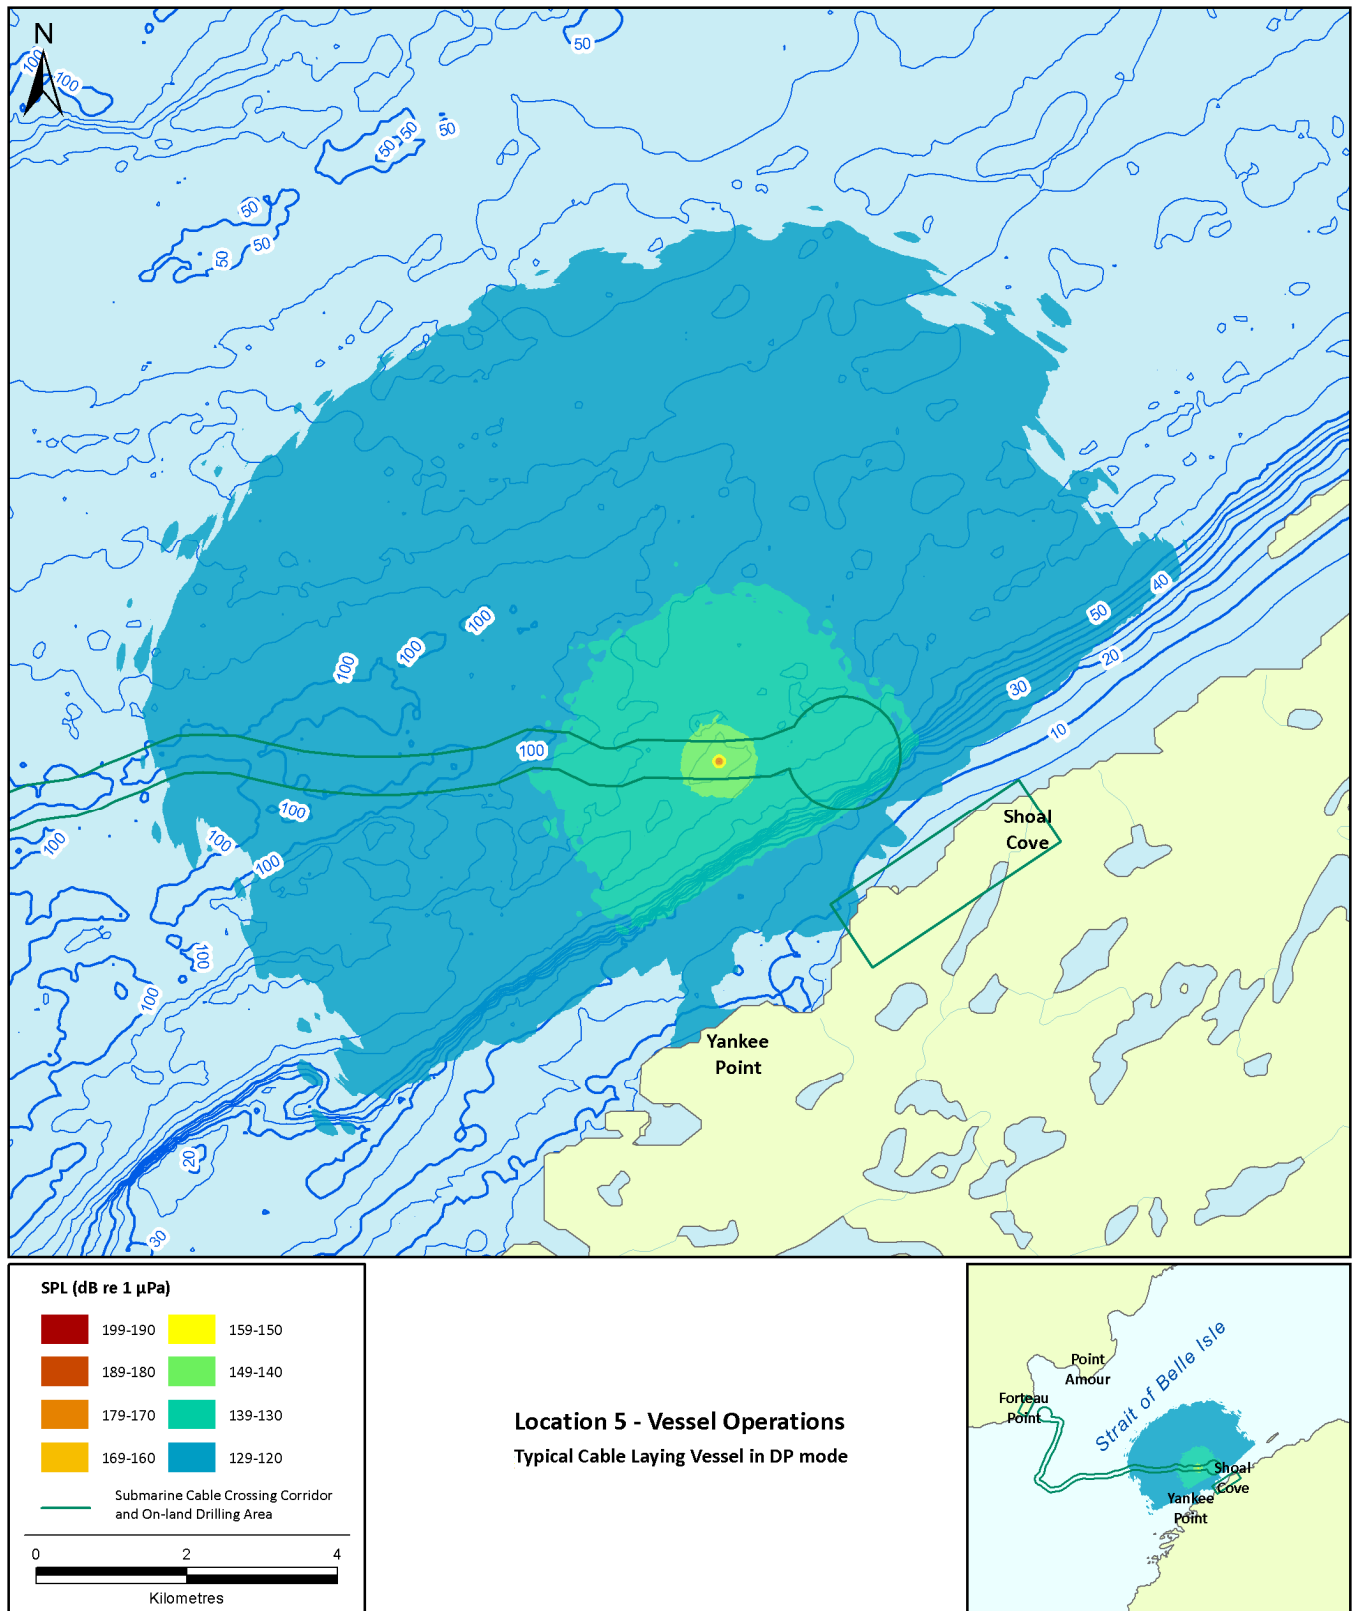 N
50
100
100
50
50
50
50
50
50
40
50
100
100
20
100
30
10
100
100
Shoal
Cove
100
100
100
100
100
Yankee
Point
20
30
SPL (dB re 1 µPa)
199-190
159-150
189-180
149-140
179-170
139-130
169-160
129-120
Submarine Cable Crossing Corridor
and On-land Drilling Area
0 2 4
Kilometres
Location 5 - Vessel Operations
Typical Cable Laying Vessel in DP mode
Strait of Belle Isle
Point
Amour
Forteau
Point
Shoal
Cove
Yankee
Point